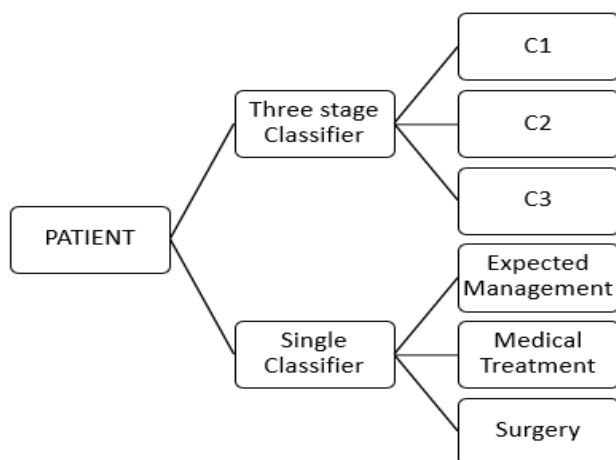 C1
Three stage
Classifier
C2
C3
PATIENT
Expected
Management
Single
Classifier
Medical
Treatment
Surgery